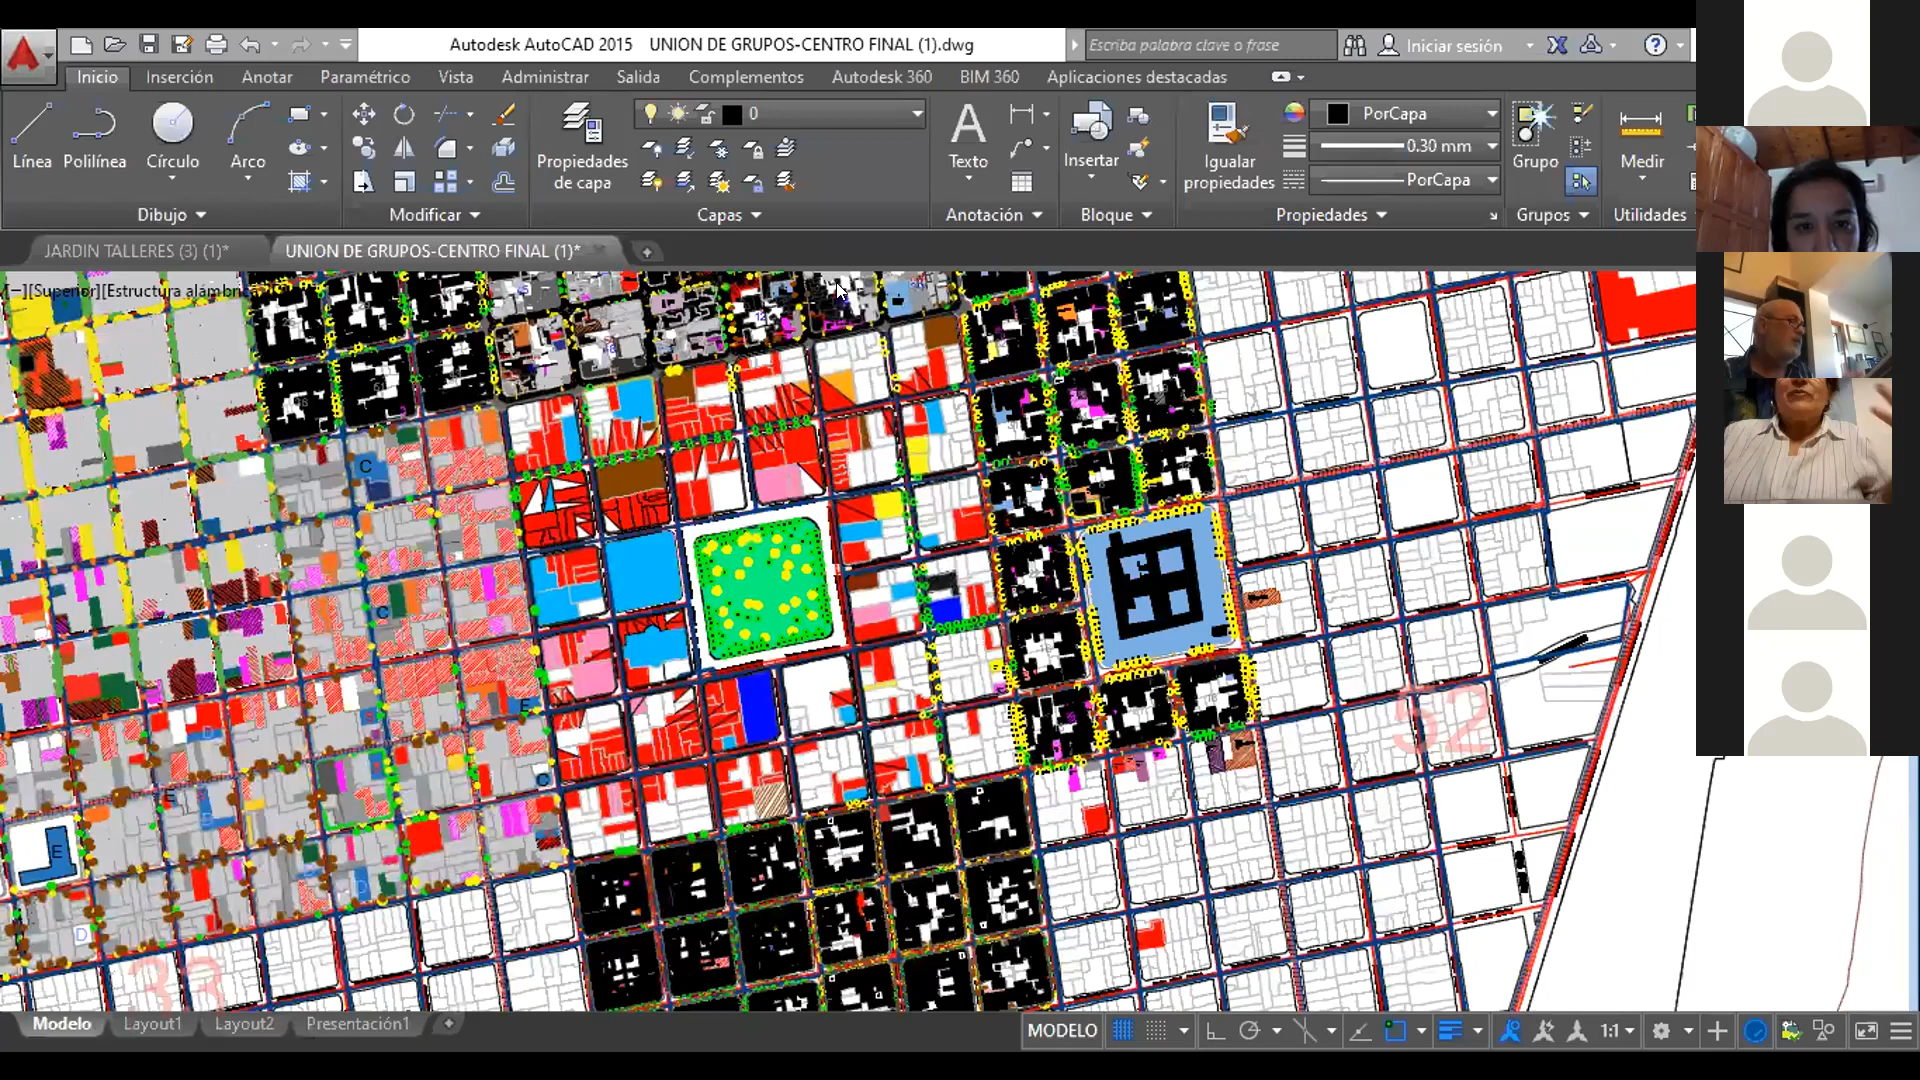 Autodesk AutoCAD 2015 UNION DE GRUPOS-CENTRO FINAL (1).dwg
Escriba palabra clave o frase
Iniciar sesión
Inicio Inserción Anotar Paramétrico Vista Administrar Salida Complementos Autodesk 360 BIM 360 Aplicaciones destacadas
0
PorCapa
0.30 mm
PorCapa
Línea Polilínea Círculo Arco
Propiedades de capa
Texto
Insertar
Igualar propiedades
Grupo
Medir
Dibujo Modificar Capas Anotación Bloque Propiedades Grupos Utilidades
JARDIN TALLERES (3) (1)*
UNION DE GRUPOS-CENTRO FINAL (1)*
[−][Superior][Estructura alámbrica
12
C
C
E
52
D
C
E
E
D
D
33
Modelo Layout1 Layout2 Presentación1
MODELO
1:1